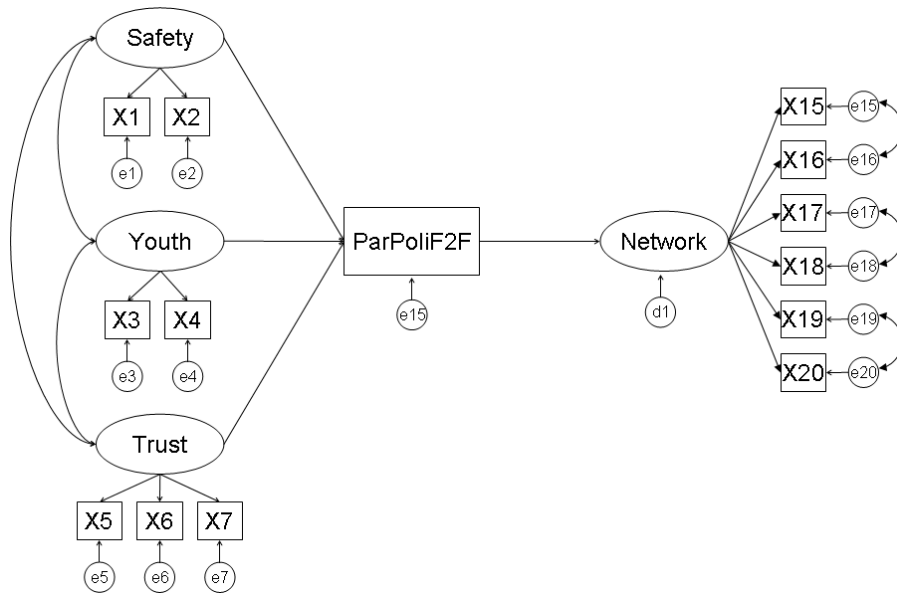 Safety
X1 X2
e1 e2
Youth
X3 X4
e3 e4
Trust
X5 X6 X7
e5 e6 e7
ParPoliF2F
e15
Network
d1
X15 e15
X16 e16
X17 e17
X18 e18
X19 e19
X20 e20